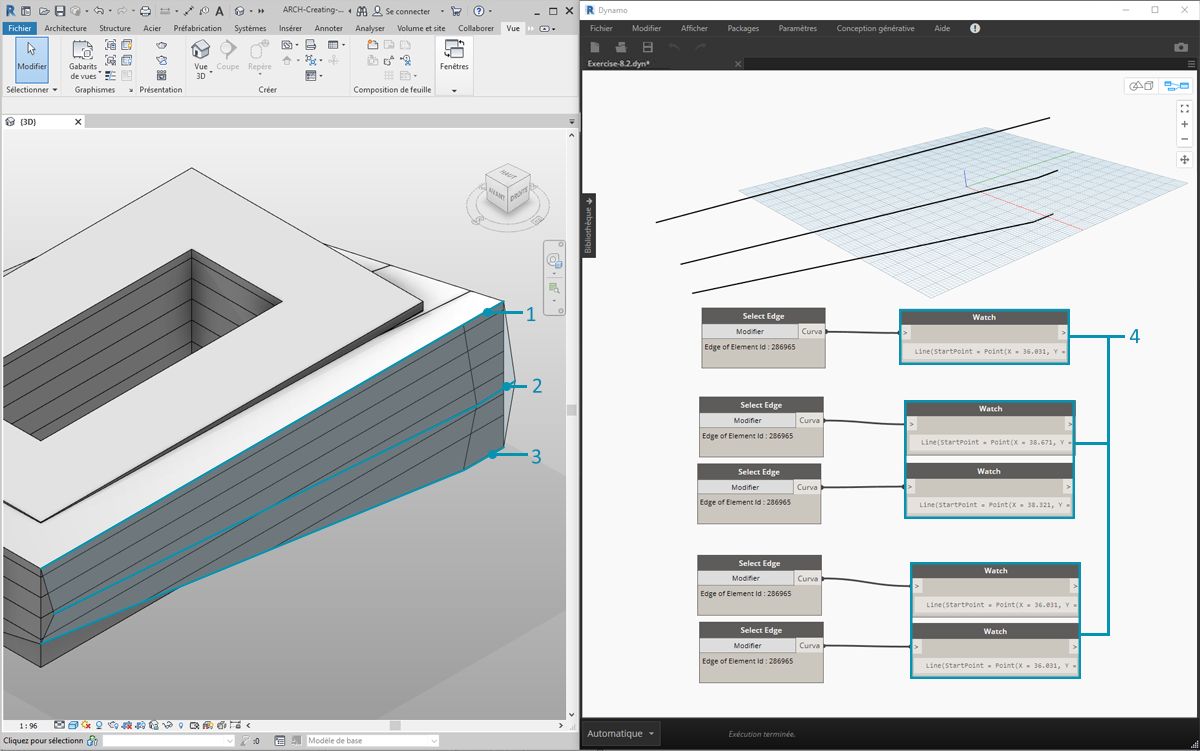 ARCH-Creating-...
Se connecter
Fichier
Architecture
Structure
Acier
Préfabrication
Systèmes
Insérer
Annoter
Analyser
Volume et site
Collaborer
Vue
Modifier
Gabarits
de vues
Vue
3D
Coupe
Repère
Fenêtres
Sélectionner
Graphismes
Présentation
Créer
Composition de feuille
{3D}
HAUT
AVANT
DROITE
1
2
3
1 : 96
Cliquez pour sélectionn
:0
Modèle de base
Dynamo
Fichier
Modifier
Afficher
Packages
Paramètres
Conception générative
Aide
Exercise-8.2.dyn*
Bibliothèque
Select Edge
Modifier
Curva
Edge of Element Id : 286965
Watch
>
>
Line(StartPoint = Point(X = 36.031, Y =
4
Select Edge
Modifier
Curva
Edge of Element Id : 286965
Watch
>
>
Line(StartPoint = Point(X = 38.671, Y =
Select Edge
Modifier
Curva
Edge of Element Id : 286965
Watch
>
>
Line(StartPoint = Point(X = 38.321, Y =
Select Edge
Modifier
Curva
Edge of Element Id : 286965
Watch
>
>
Line(StartPoint = Point(X = 36.031, Y =
Select Edge
Modifier
Curva
Edge of Element Id : 286965
Watch
>
>
Line(StartPoint = Point(X = 36.031, Y =
Automatique
Exécution terminée.